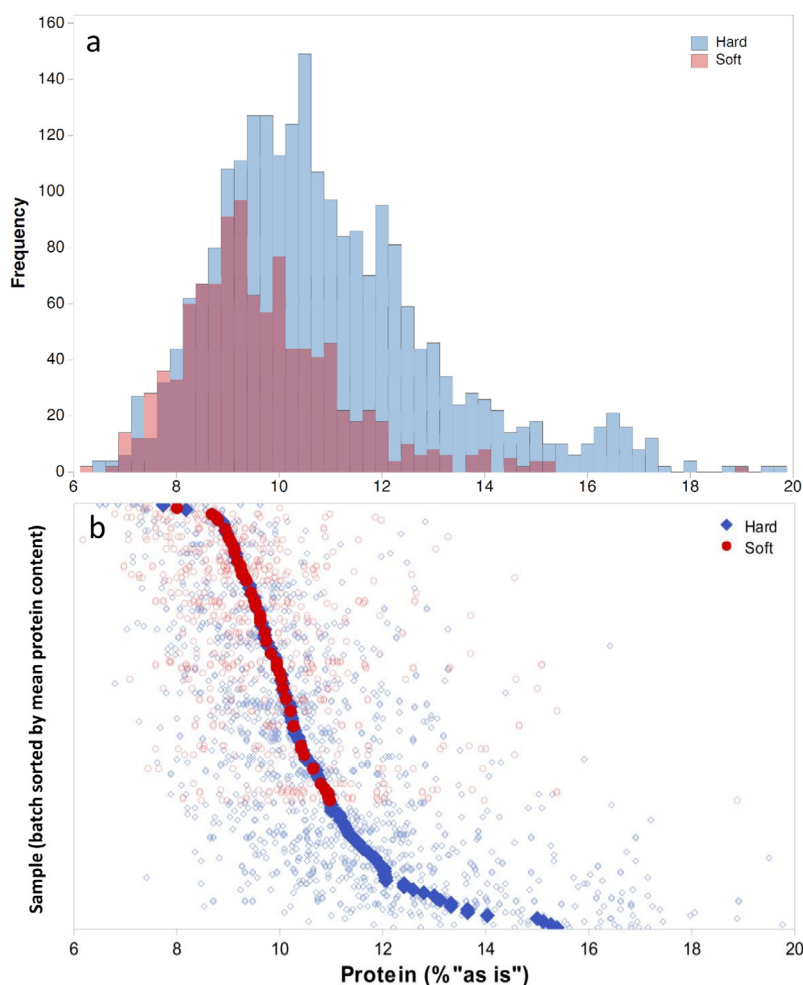 a
160
140
120
100
80
60
40
20
0
Frequency
Hard
Soft
6 8 10 12 14 16 18 20
b
Hard
Soft
Sample (batch sorted by mean protein content)
6 8 10 12 14 16 18 20
Protein (%"as is")